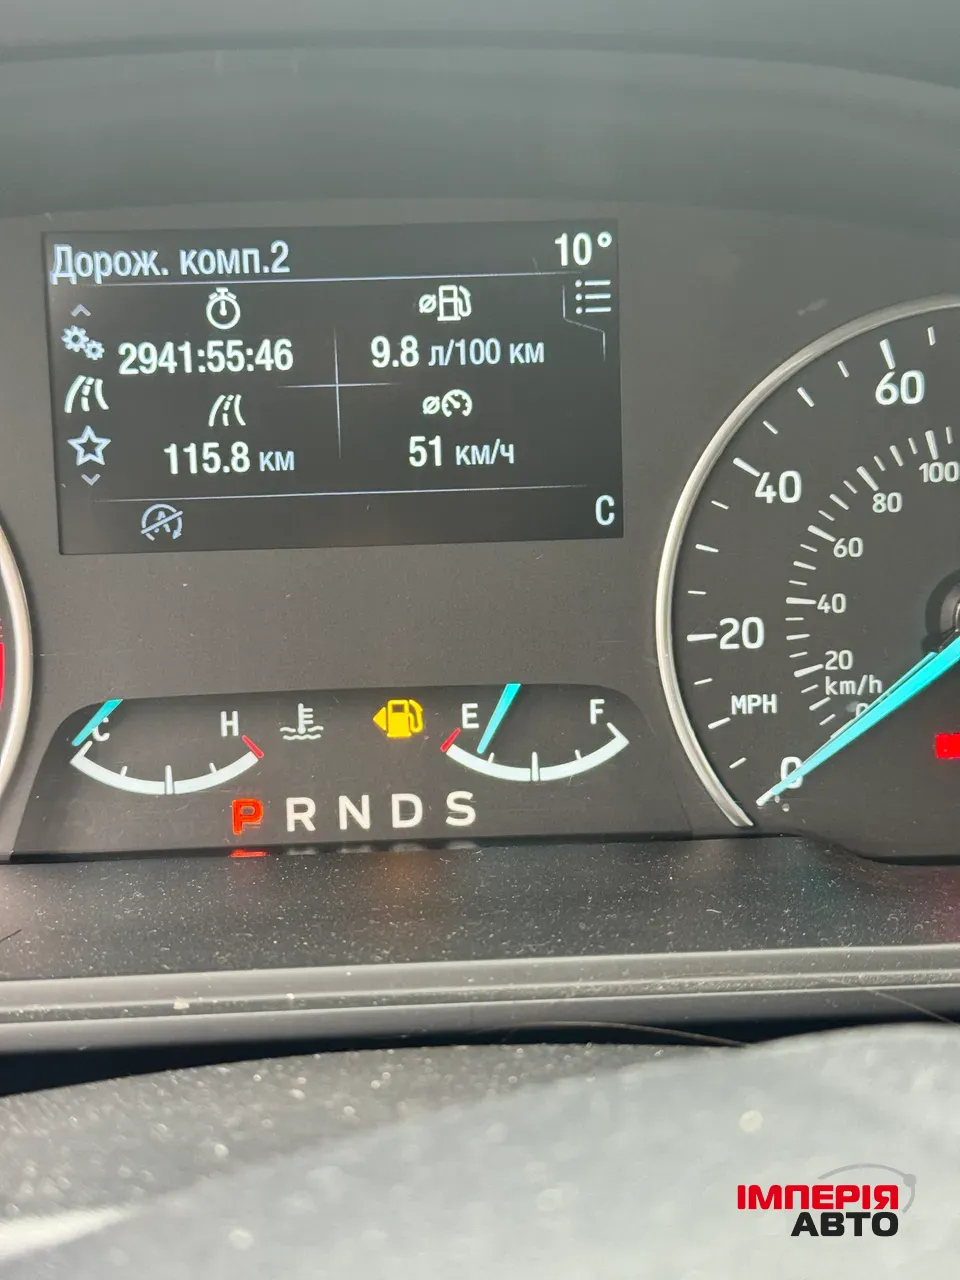 Дорож. комп.2
10°
2941:55:46
9.8 л/100 км
115.8 км
51 км/ч
A
C
C
H
E
F
P R N D S
60
40
20
0
MPH
100
80
60
40
20
km/h
0
ІМПЕРІЯ
АВТО